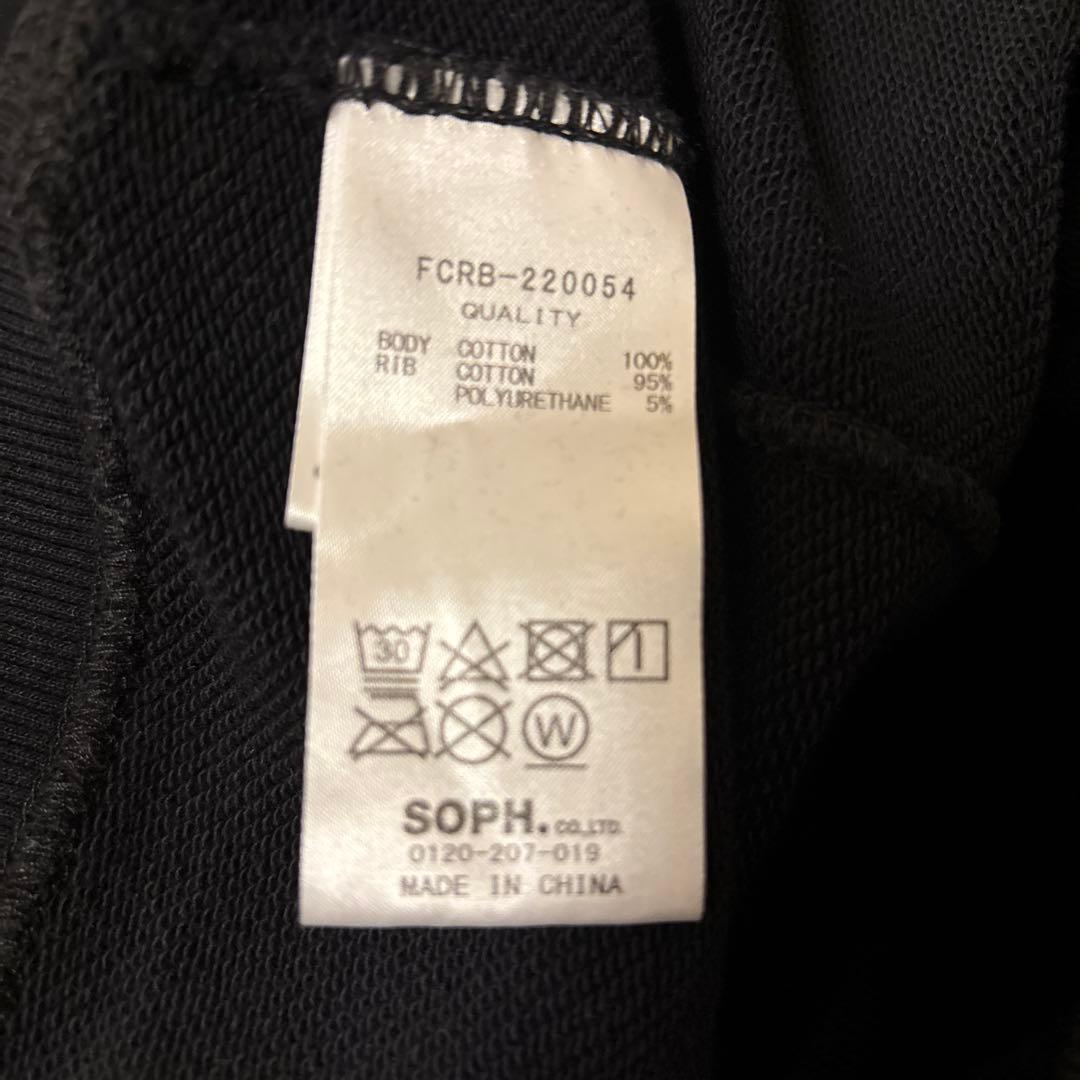 FCRB-220054
QUALITY
BODY COTTON 100%
RIB COTTON 95%
POLYURETHANE 5%
30
1
W
SOPH. CO.,LTD.
0120-207-019
MADE IN CHINA